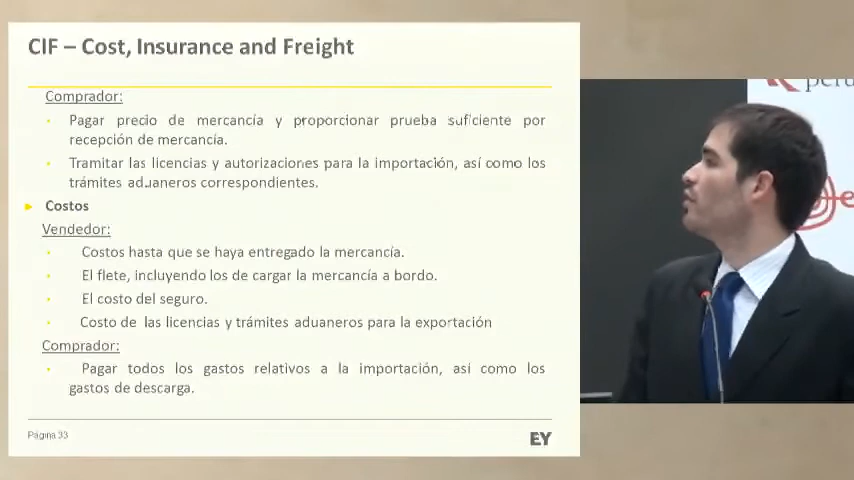 CIF – Cost, Insurance and Freight
Comprador:
Pagar precio de mercancía y proporcionar prueba suficiente por
recepción de mercancía.
Tramitar las licencias y autorizaciones para la importación, así como los
trámites aduaneros correspondientes.
Costos
Vendedor:
Costos hasta que se haya entregado la mercancía.
El flete, incluyendo los de cargar la mercancía a bordo.
El costo del seguro.
Costo de las licencias y trámites aduaneros para la exportación
Comprador:
Pagar todos los gastos relativos a la importación, así como los
gastos de descarga.
Página 33
EY